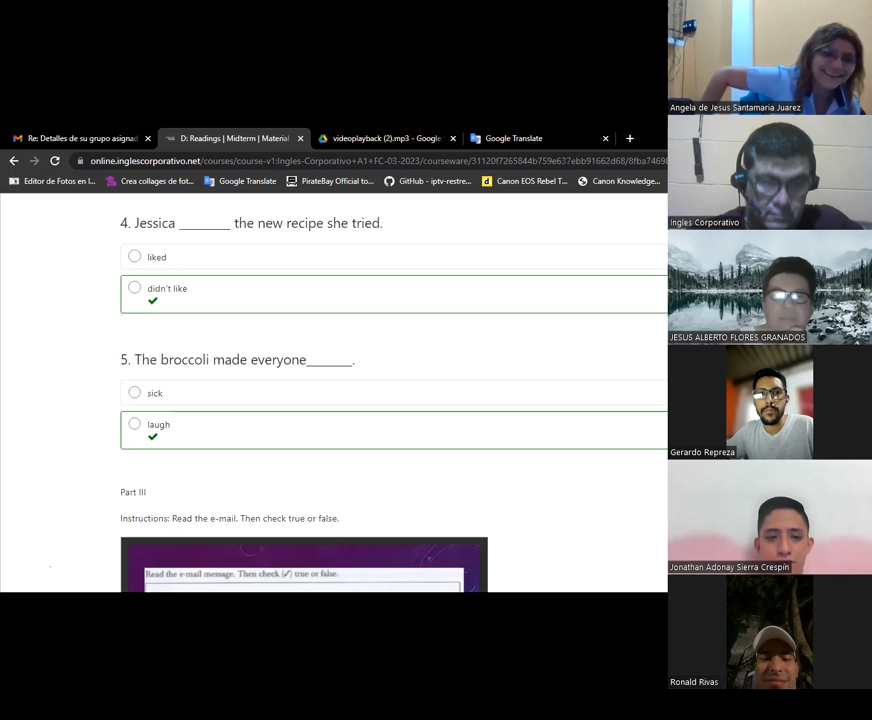 Re: Detalles de su grupo asignad
D: Readings | Midterm | Material
videoplayback (2).mp3 - Google
Google Translate
online.inglescorporativo.net/courses/course-v1:Ingles-Corporativo+A1+FC-03-2023/courseware/31120f7265844b759e637ebb91662d68/8fba7469
Editor de Fotos en l...
Crea collages de fot...
Google Translate
PirateBay Official to...
GitHub - iptv-restre...
Canon EOS Rebel T...
Canon Knowledge...
4. Jessica ________ the new recipe she tried.
liked
didn't like
5. The broccoli made everyone_______.
sick
laugh
Part III
Instructions: Read the e-mail. Then check true or false.
Read the e-mail message. Then check (✓) true or false.
Angela de Jesus Santamaria Juarez
Ingles Corporativo
JESUS ALBERTO FLORES GRANADOS
Gerardo Repreza
Jonathan Adonay Sierra Crespín
Ronald Rivas